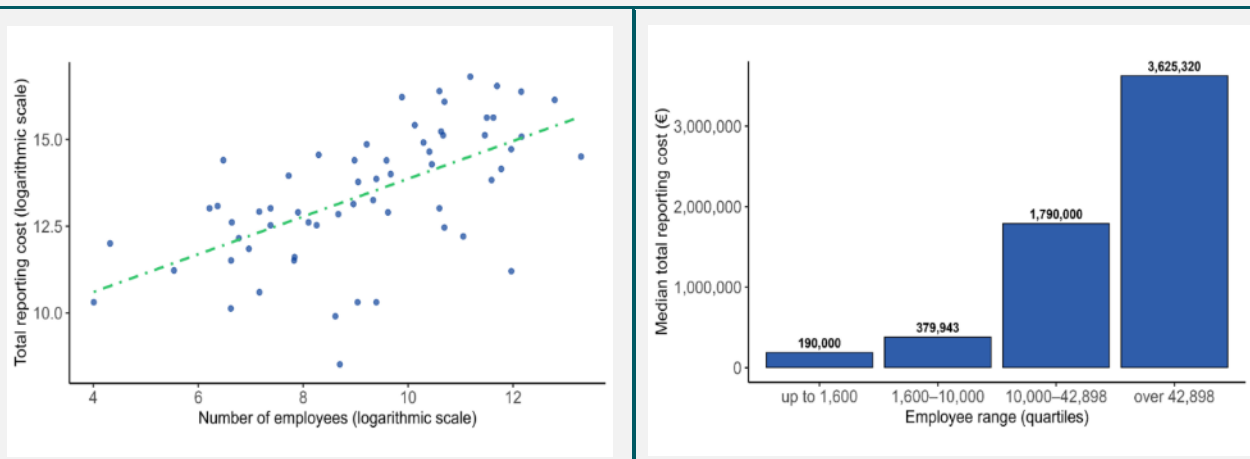 Total reporting cost (logarithmic scale)
15.0
12.5
10.0
4 6 8 10 12
Number of employees (logarithmic scale)
Median total reporting cost (€)
3,000,000
2,000,000
1,000,000
0
190,000
379,943
1,790,000
3,625,320
up to 1,600 1,600–10,000 10,000–42,898 over 42,898
Employee range (quartiles)